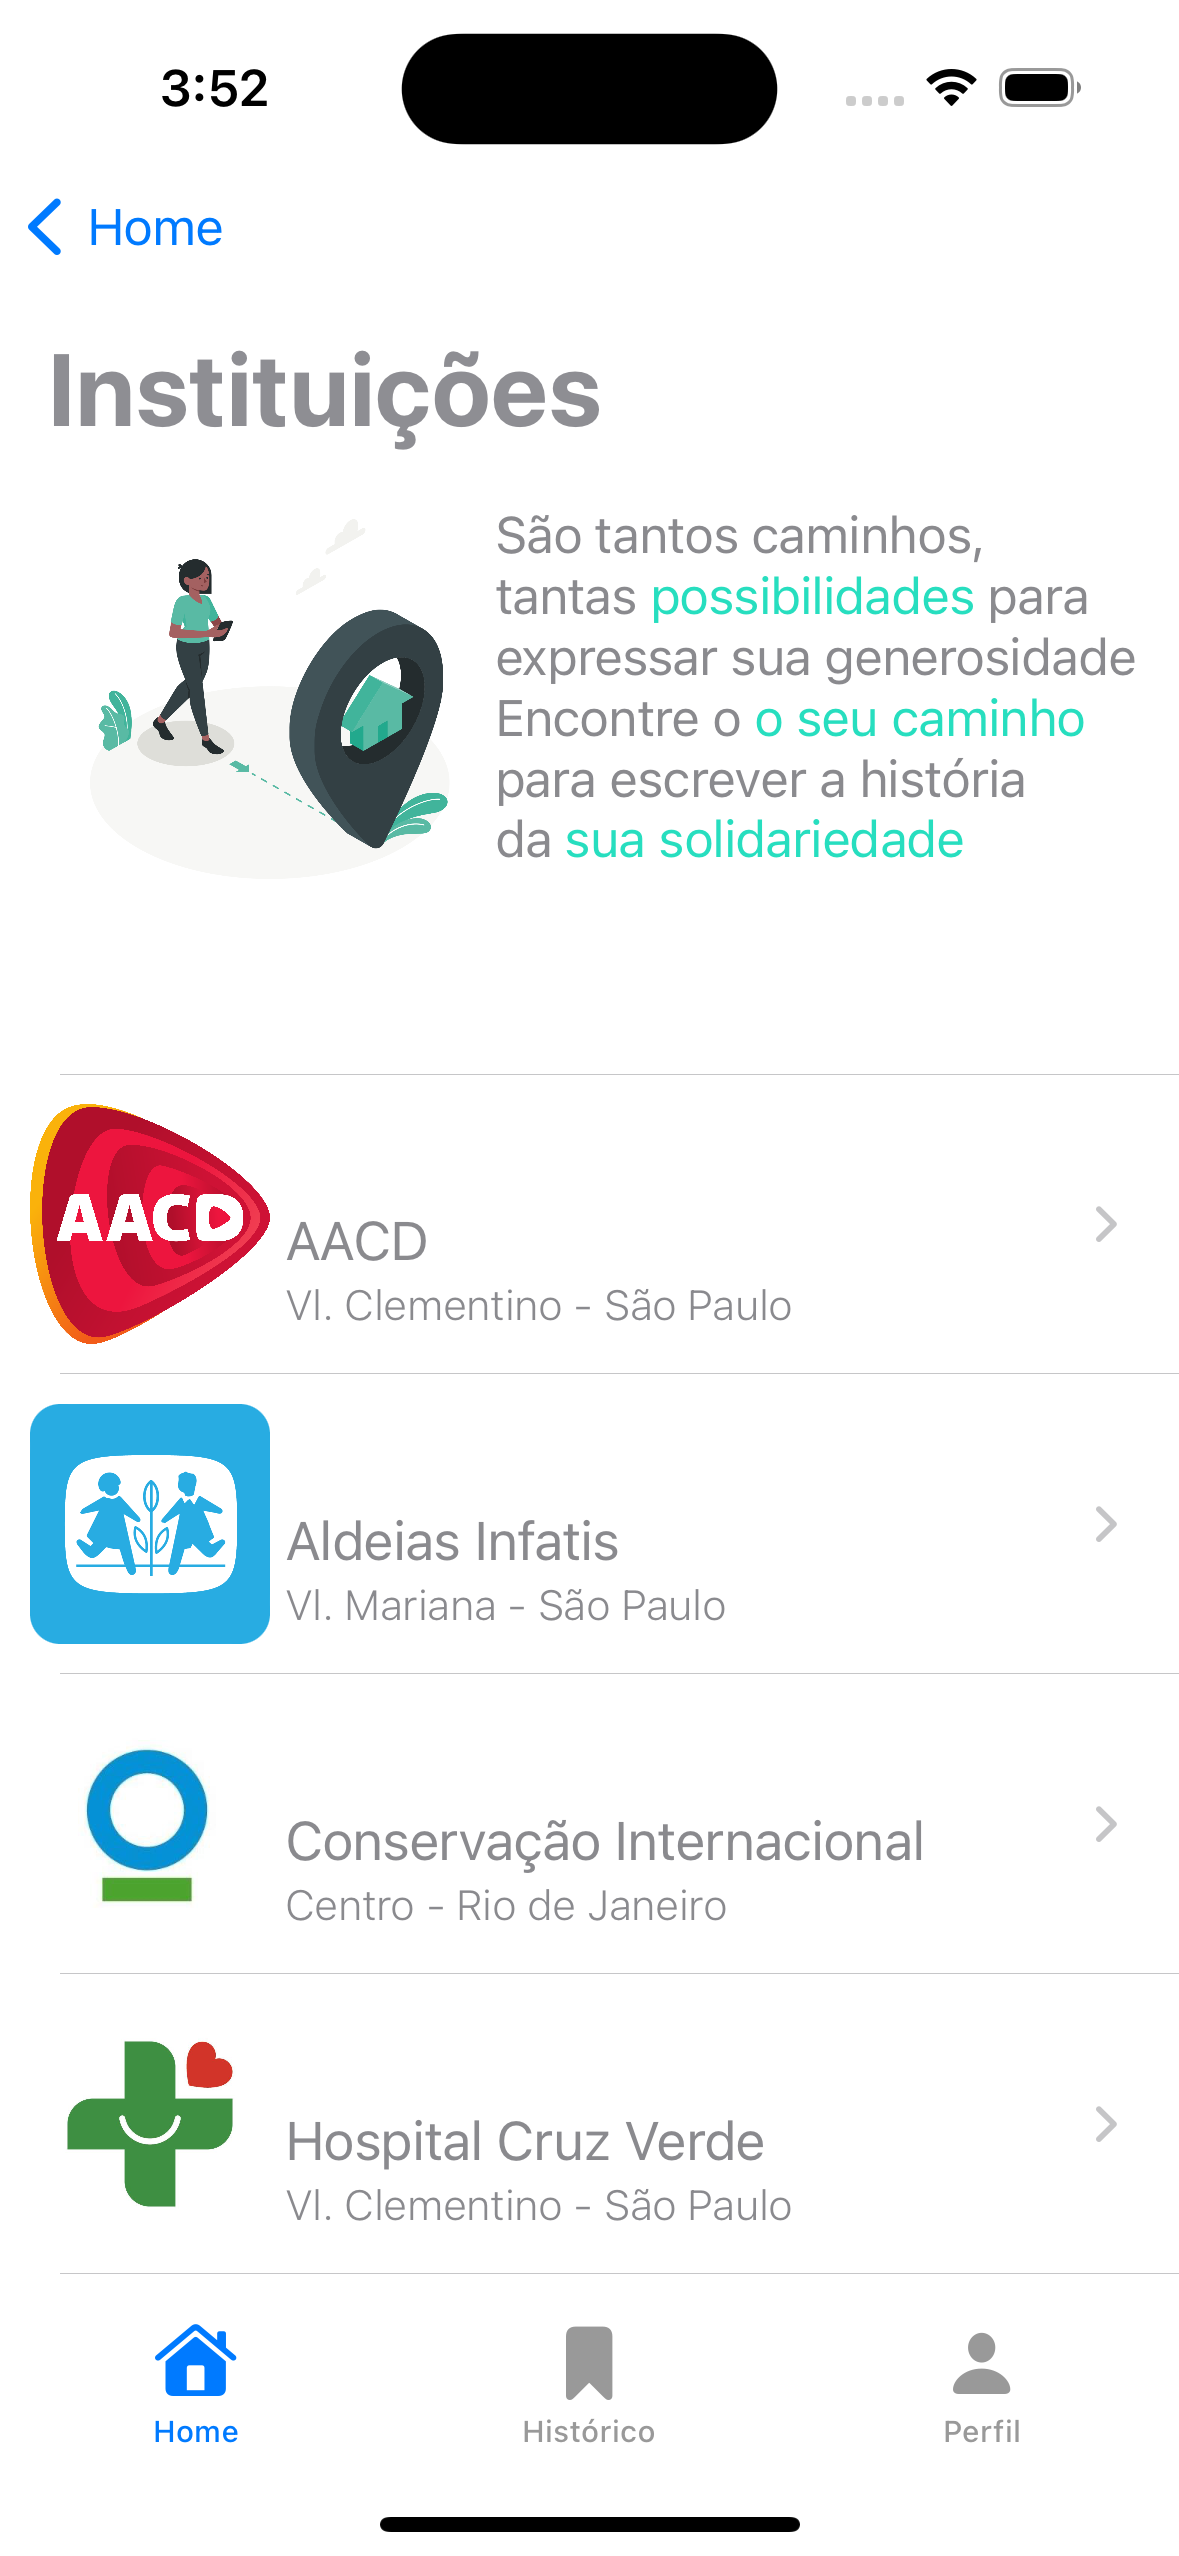 3:52
Home
Instituições
São tantos caminhos,
tantas possibilidades para
expressar sua generosidade
Encontre o o seu caminho
para escrever a história
da sua solidariedade
AACD
AACD
Vl. Clementino - São Paulo
Aldeias Infatis
Vl. Mariana - São Paulo
Conservação Internacional
Centro - Rio de Janeiro
Hospital Cruz Verde
Vl. Clementino - São Paulo
Home
Histórico
Perfil